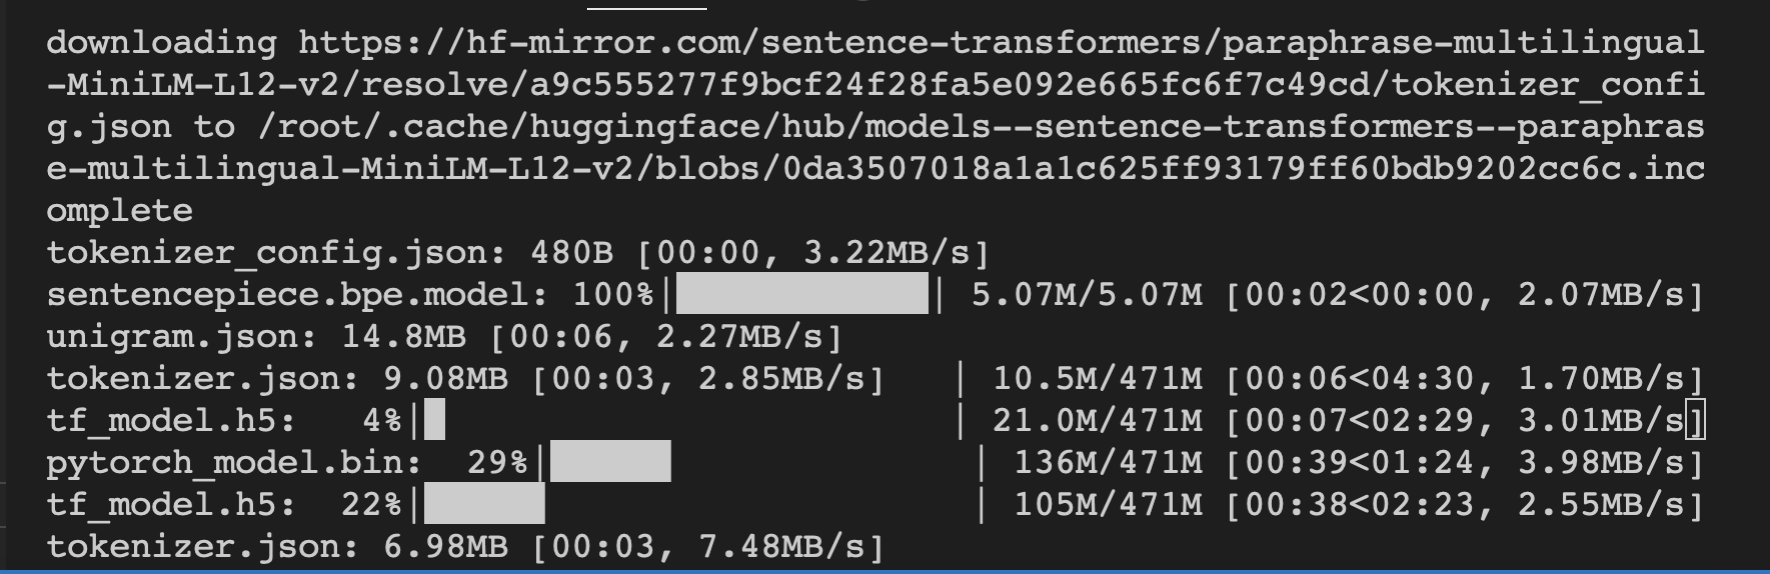 downloading https://hf-mirror.com/sentence-transformers/paraphrase-multilingual
-MiniLM-L12-v2/resolve/a9c555277f9bcf24f28fa5e092e665fc6f7c49cd/tokenizer_confi
g.json to /root/.cache/huggingface/hub/models--sentence-transformers--paraphras
e-multilingual-MiniLM-L12-v2/blobs/0da3507018a1a1c625ff93179ff60bdb9202cc6c.inc
omplete
tokenizer_config.json: 480B [00:00, 3.22MB/s]
sentencepiece.bpe.model: 100%|████████████| 5.07M/5.07M [00:02<00:00, 2.07MB/s]
unigram.json: 14.8MB [00:06, 2.27MB/s]
tokenizer.json: 9.08MB [00:03, 2.85MB/s]   | 10.5M/471M [00:06<04:30, 1.70MB/s]
tf_model.h5:   4%|█                        | 21.0M/471M [00:07<02:29, 3.01MB/s]
pytorch_model.bin:  29%|██████              | 136M/471M [00:39<01:24, 3.98MB/s]
tf_model.h5:  22%|██████                    | 105M/471M [00:38<02:23, 2.55MB/s]
tokenizer.json: 6.98MB [00:03, 7.48MB/s]